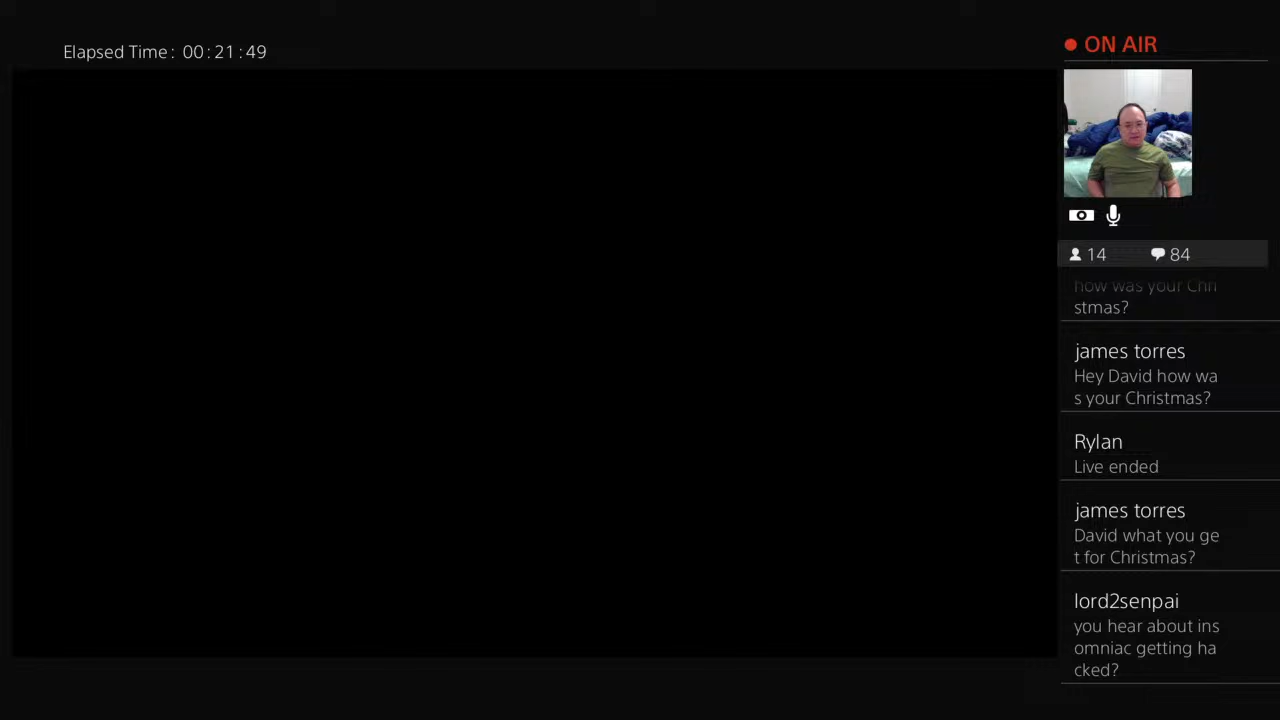 Elapsed Time: 00:21:49
ON AIR
14 84
how was your Chri
stmas?
james torres
Hey David how wa
s your Christmas?
Rylan
Live ended
james torres
David what you ge
t for Christmas?
lord2senpai
you hear about ins
omniac getting ha
cked?